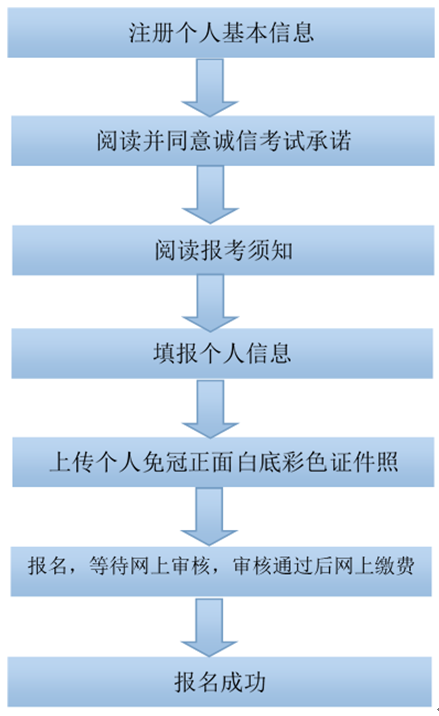 注册个人基本信息
阅读并同意诚信考试承诺
阅读报考须知
填报个人信息
上传个人免冠正面白底彩色证件照
报名，等待网上审核，审核通过后网上缴费
报名成功